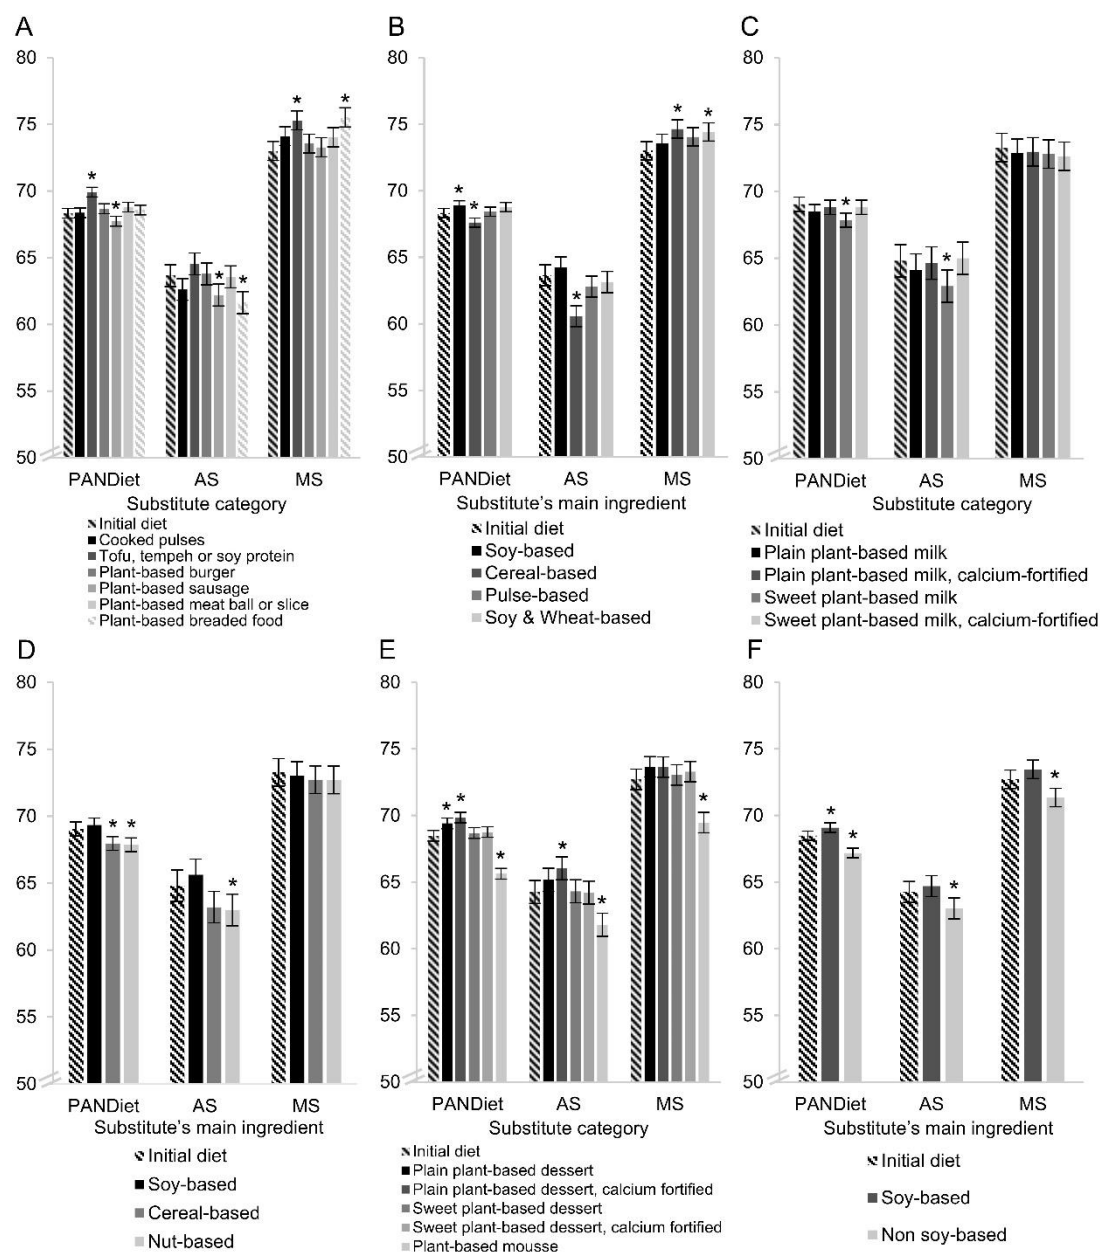 A
80
75
70
65
60
55
50
* * * * * *
PANDiet AS MS
Substitute category
Initial diet
Cooked pulses
Tofu, tempeh or soy protein
Plant-based burger
Plant-based sausage
Plant-based meat ball or slice
Plant-based breaded food
B
80
75
70
65
60
55
50
* * * * *
PANDiet AS MS
Substitute's main ingredient
Initial diet
Soy-based
Cereal-based
Pulse-based
Soy & Wheat-based
C
80
75
70
65
60
55
50
* *
PANDiet AS MS
Substitute category
Initial diet
Plain plant-based milk
Plain plant-based milk, calcium-fortified
Sweet plant-based milk
Sweet plant-based milk, calcium-fortified
D
80
75
70
65
60
55
50
* * *
PANDiet AS MS
Substitute's main ingredient
Initial diet
Soy-based
Cereal-based
Nut-based
E
80
75
70
65
60
55
50
* * * * * *
PANDiet AS MS
Substitute category
Initial diet
Plain plant-based dessert
Plain plant-based dessert, calcium fortified
Sweet plant-based dessert
Sweet plant-based dessert, calcium fortified
Plant-based mousse
F
80
75
70
65
60
55
50
* * * *
PANDiet AS MS
Substitute's main ingredient
Initial diet
Soy-based
Non soy-based